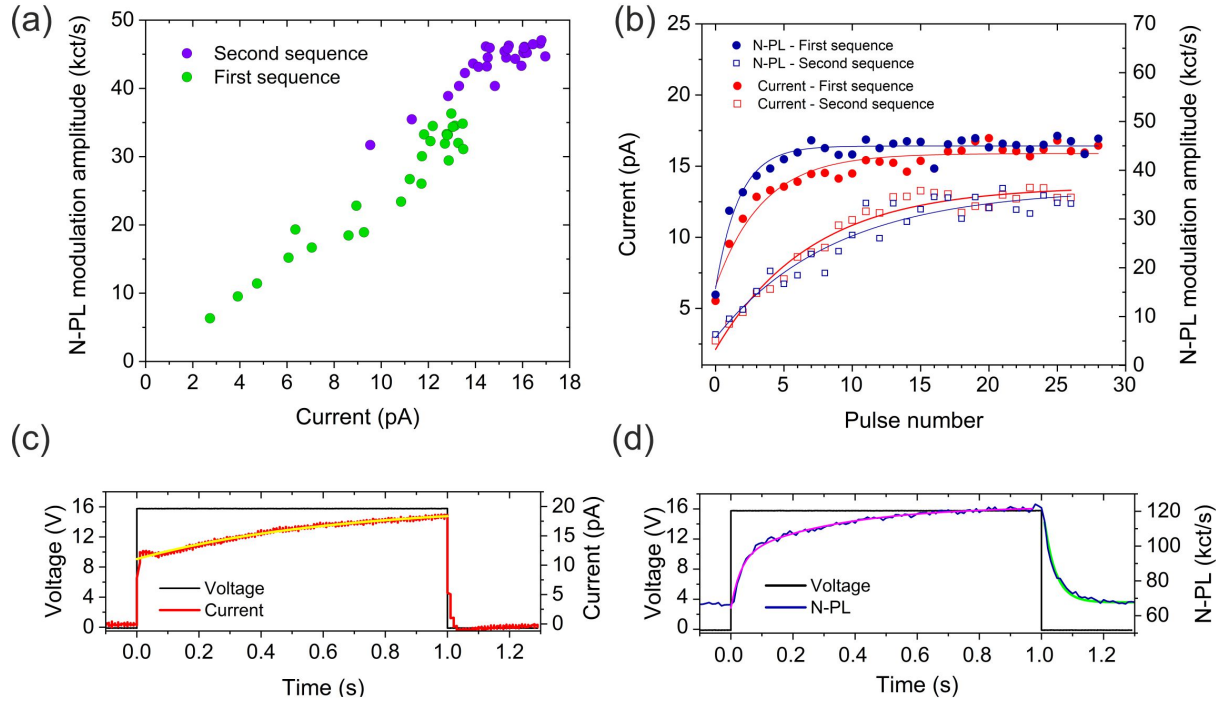 (a)
50
40
30
20
10
0
N-PL modulation amplitude (kct/s)
Second sequence
First sequence
0 2 4 6 8 10 12 14 16 18
Current (pA)
(b)
25
20
15
10
5
Current (pA)
N-PL - First sequence
N-PL - Second sequence
Current - First sequence
Current - Second sequence
70
60
50
40
30
20
10
0
N-PL modulation amplitude (kct/s)
0 5 10 15 20 25 30
Pulse number
(c)
16
12
8
4
0
Voltage (V)
Voltage
Current
20
15
10
5
0
Current (pA)
0.0 0.2 0.4 0.6 0.8 1.0 1.2
Time (s)
(d)
16
12
8
4
0
Voltage (V)
Voltage
N-PL
120
100
80
60
N-PL (kct/s)
0.0 0.2 0.4 0.6 0.8 1.0 1.2
Time (s)